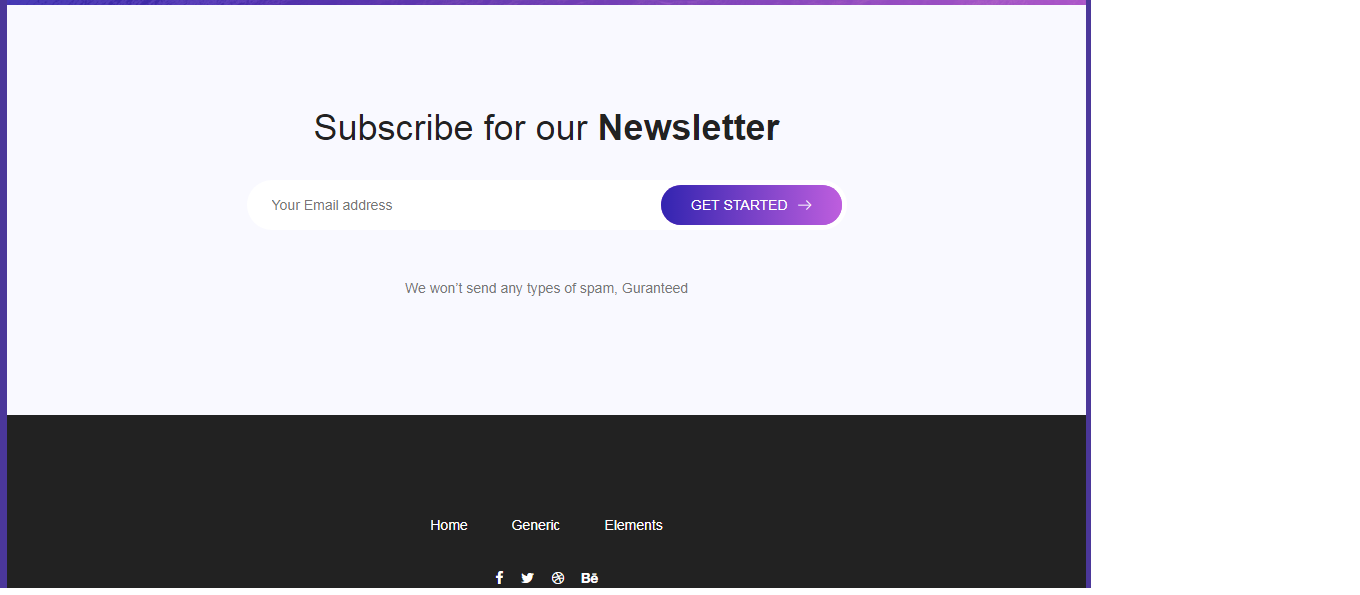 Subscribe for our Newsletter
Your Email address
GET STARTED
We won't send any types of spam, Guranteed
Home Generic Elements
Bē